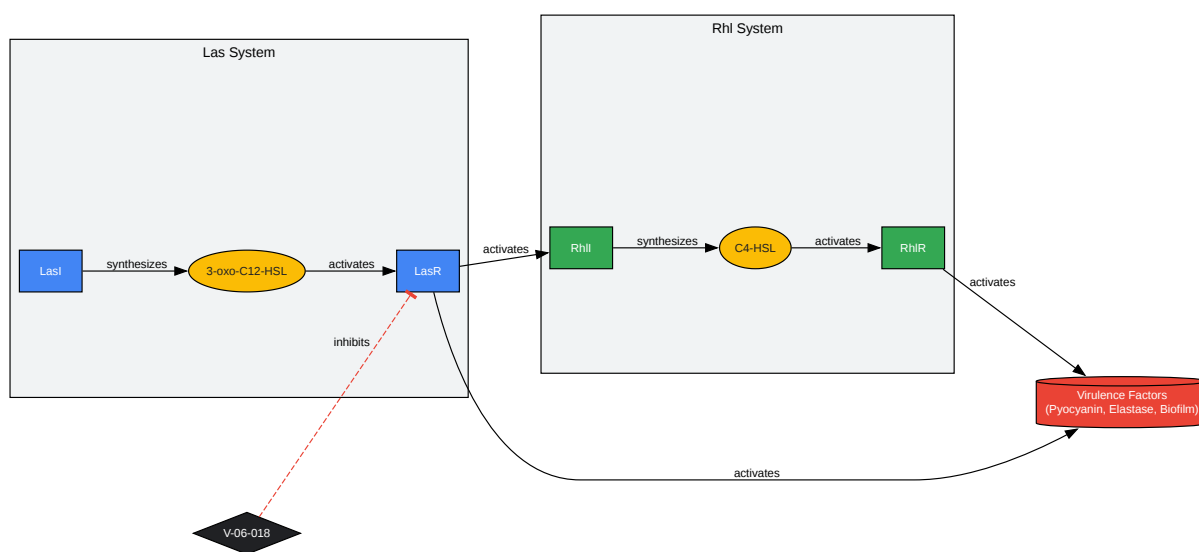 Las System
Rhl System
LasI
synthesizes
3-oxo-C12-HSL
activates
LasR
activates
RhlI
synthesizes
C4-HSL
activates
RhlR
activates
inhibits
Virulence Factors
(Pyocyanin, Elastase, Biofilm)
activates
V-06-018